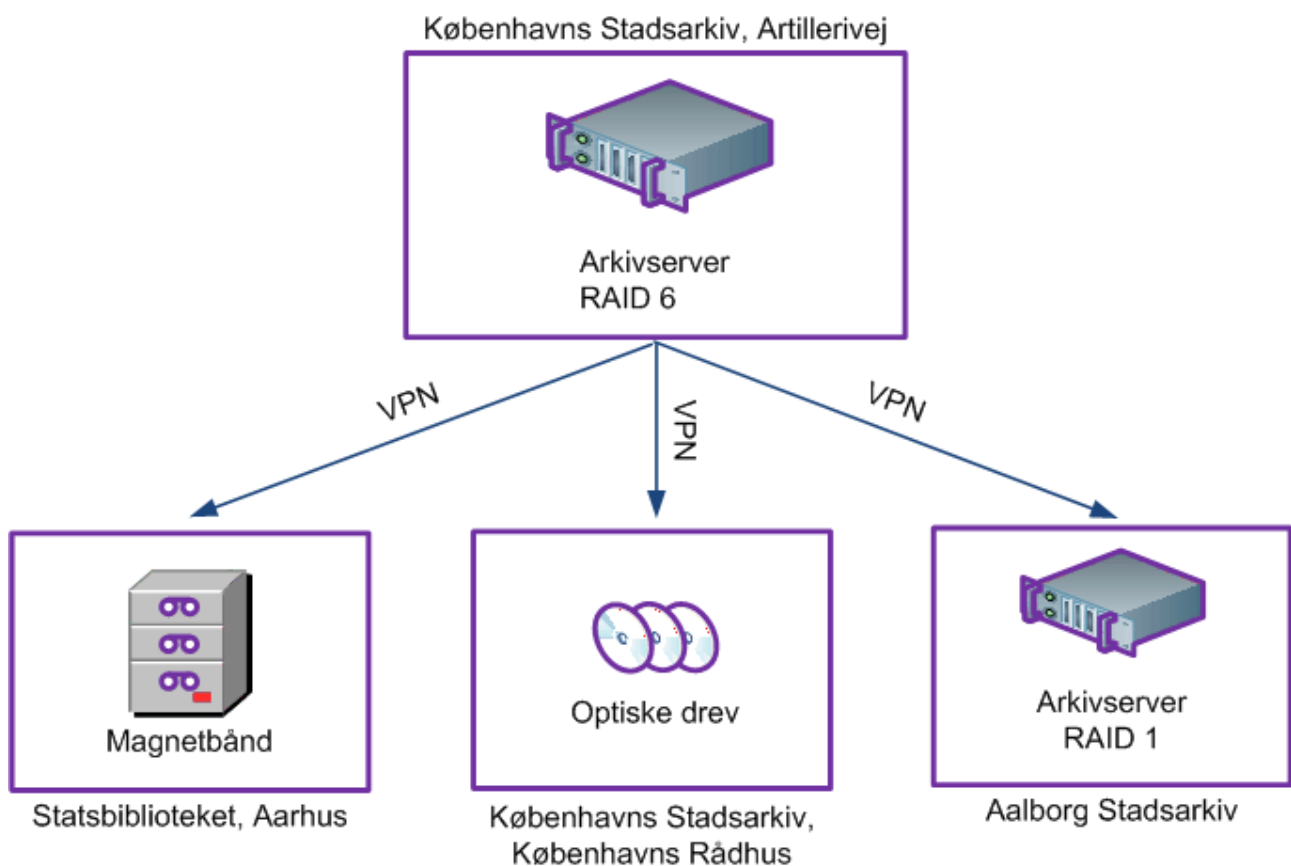 Københavns Stadsarkiv, Artillerivej
Arkivserver
RAID 6
VPN
VPN
VPN
Magnetbånd
Statsbiblioteket, Aarhus
Optiske drev
Københavns Stadsarkiv,
Københavns Rådhus
Arkivserver
RAID 1
Aalborg Stadsarkiv